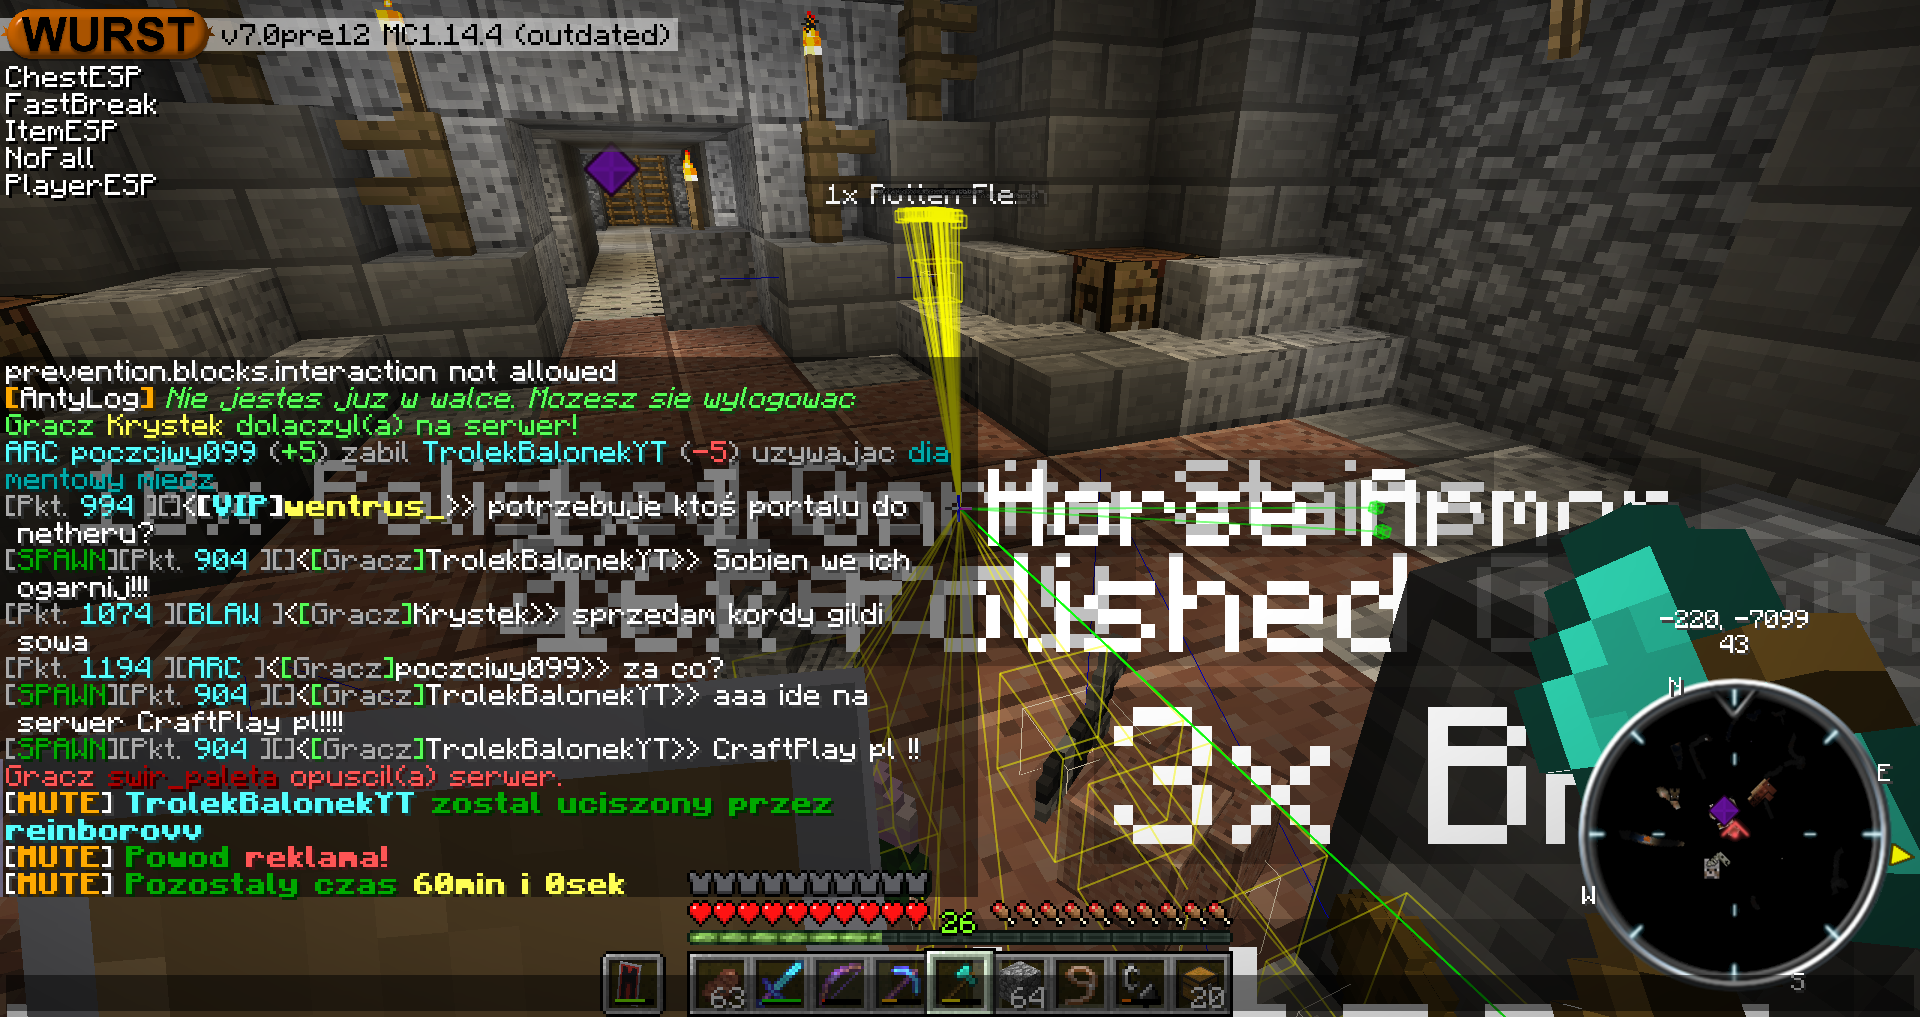 WURST v7.0pre12 MC1.14.4 (outdated)
ChestESP
FastBreak
ItemESP
NoFall
PlayerESP
1x Rotten Flesh
prevention.blocks.interaction not allowed
[AntyLog] Nie jestes juz w walce. Mozesz sie wylogowac
Gracz Krystek dolaczyl(a) na serwer!
ARC poczciwy099 (+5) zabil TrolekBalonekYT (-5) uzywajac dia
mentowy miecz
[Pkt. 994 ][]<[VIP]wentrus_>> potrzebuje ktoś portalu do
netheru?
[SPAWN][Pkt. 904 ][]<[Gracz]TrolekBalonekYT>> Sobien we ich
ogarnij!!!
[Pkt. 1074 ][BLAW ]<[Gracz]Krystek>> sprzedam kordy gildi
sowa
[Pkt. 1194 ][ARC ]<[Gracz]poczciwy099>> za co?
[SPAWN][Pkt. 904 ][]<[Gracz]TrolekBalonekYT>> aaa ide na
serwer CraftPlay pl!!!!
[SPAWN][Pkt. 904 ][]<[Gracz]TrolekBalonekYT>> CraftPlay pl !!
Gracz swir_paleta opuscil(a) serwer.
[MUTE] TrolekBalonekYT zostal uciszony przez
reinborovv
[MUTE] Powod reklama!
[MUTE] Pozostaly czas 60min i 0sek
Horse Armor
Polished
3x
-220, -7099
43
N
E
W
S
26
63
64
20